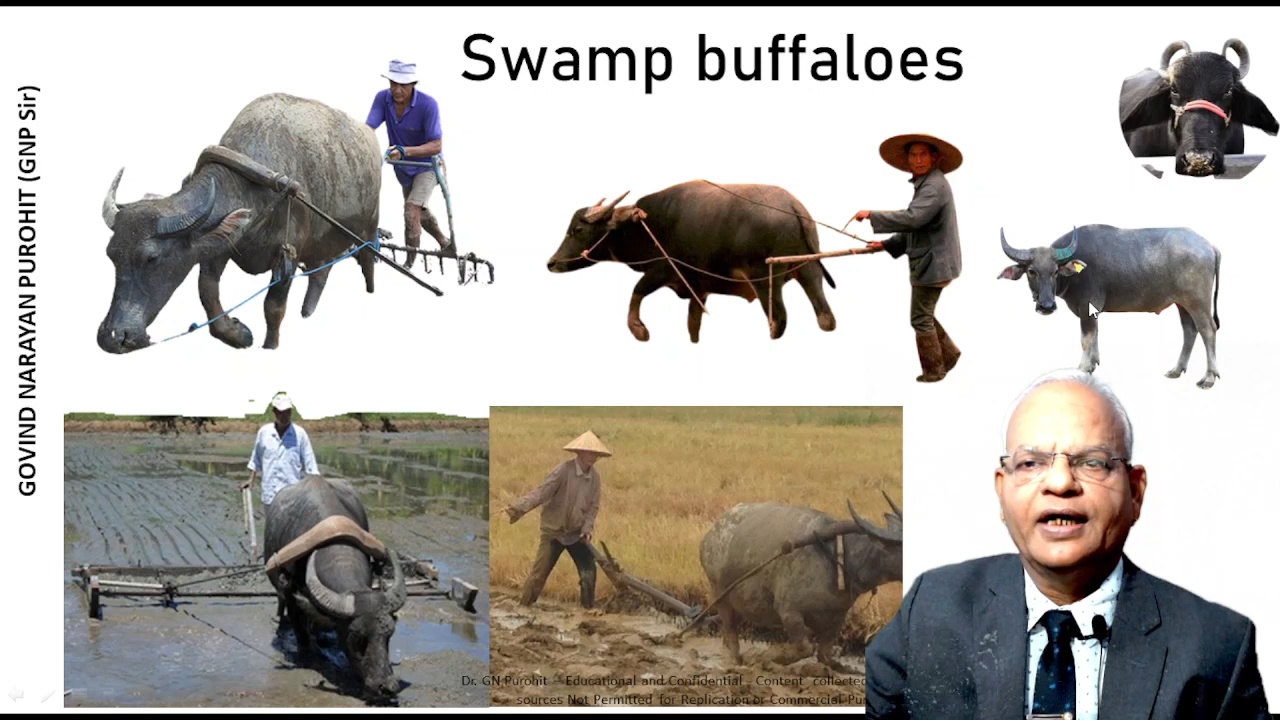 Swamp buffaloes
GOVIND NARAYAN PUROHIT (GNP Sir)
Dr. GN Purohit - Educational and Confidential - Content collected
sources Not Permitted for Replication or Commercial Pu